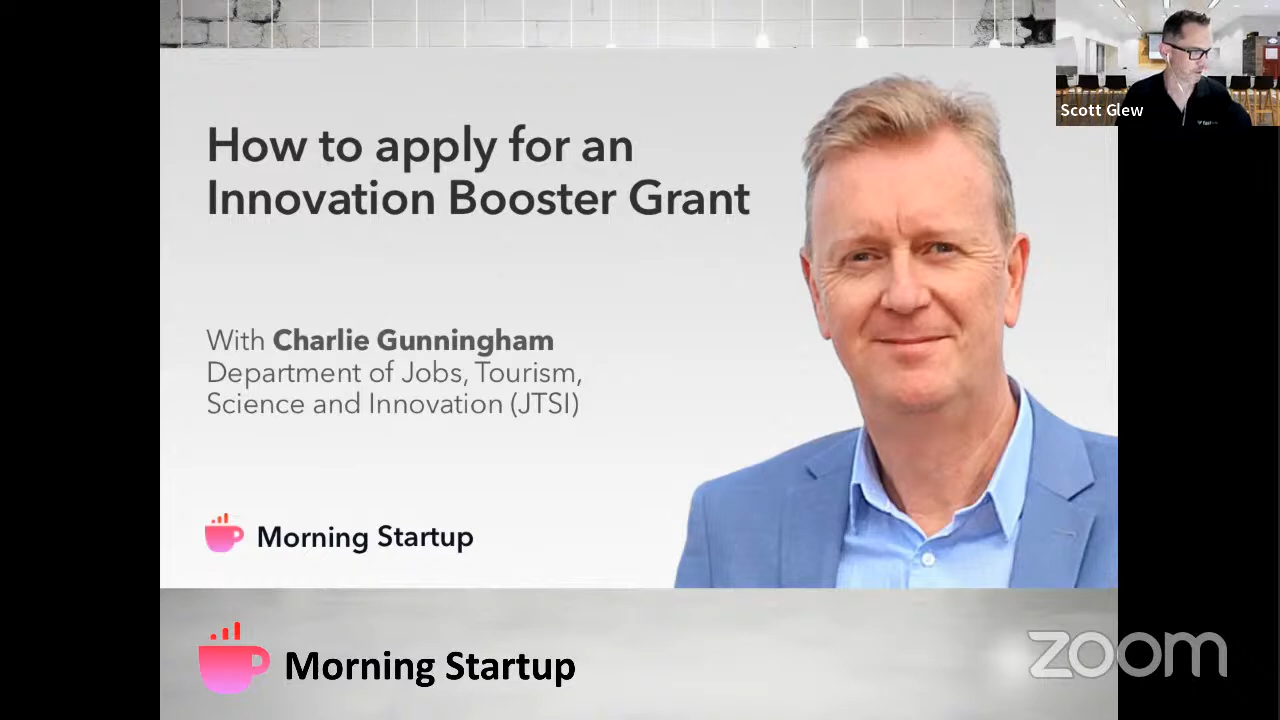 How to apply for an
Innovation Booster Grant
With Charlie Gunningham
Department of Jobs, Tourism,
Science and Innovation (JTSI)
Morning Startup
Morning Startup
Scott Glew
zoom